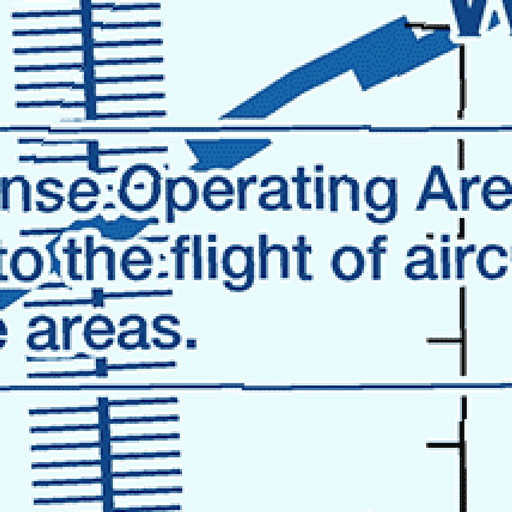 nse Operating Are
to the flight of airc
areas.